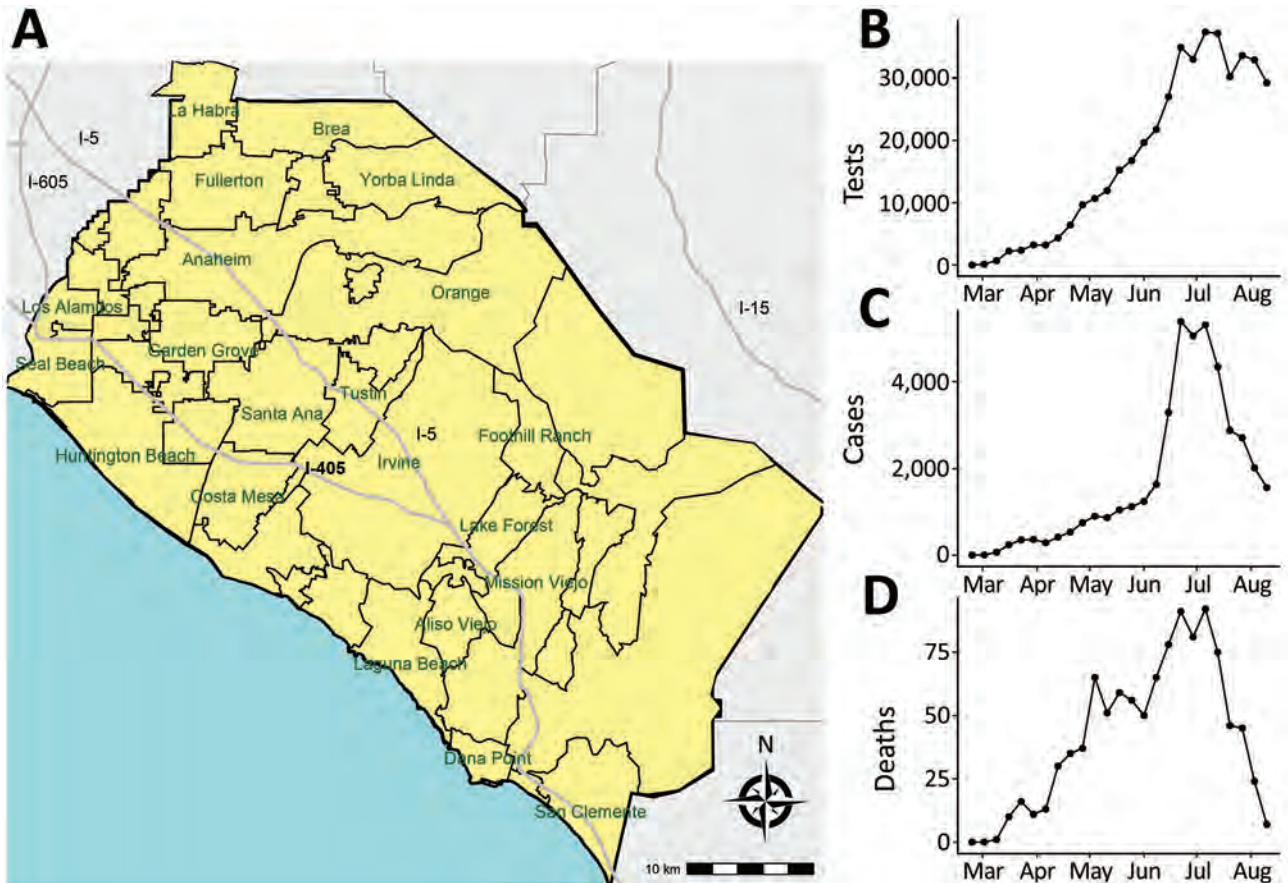 A
La Habra
Brea
I-5
I-605
Fullerton
Yorba Linda
Anaheim
Orange
Los Alamitos
I-15
Garden Grove
Seal Beach
Tustin
Santa Ana
I-5
Foothill Ranch
Huntington Beach
I-405
Irvine
Costa Mesa
Lake Forest
Mission Viejo
Aliso Viejo
Laguna Beach
Dana Point
San Clemente
N
10 km
B
Tests
30,000
20,000
10,000
0
Mar Apr May Jun Jul Aug
C
Cases
4,000
2,000
0
Mar Apr May Jun Jul Aug
D
Deaths
75
50
25
0
Mar Apr May Jun Jul Aug